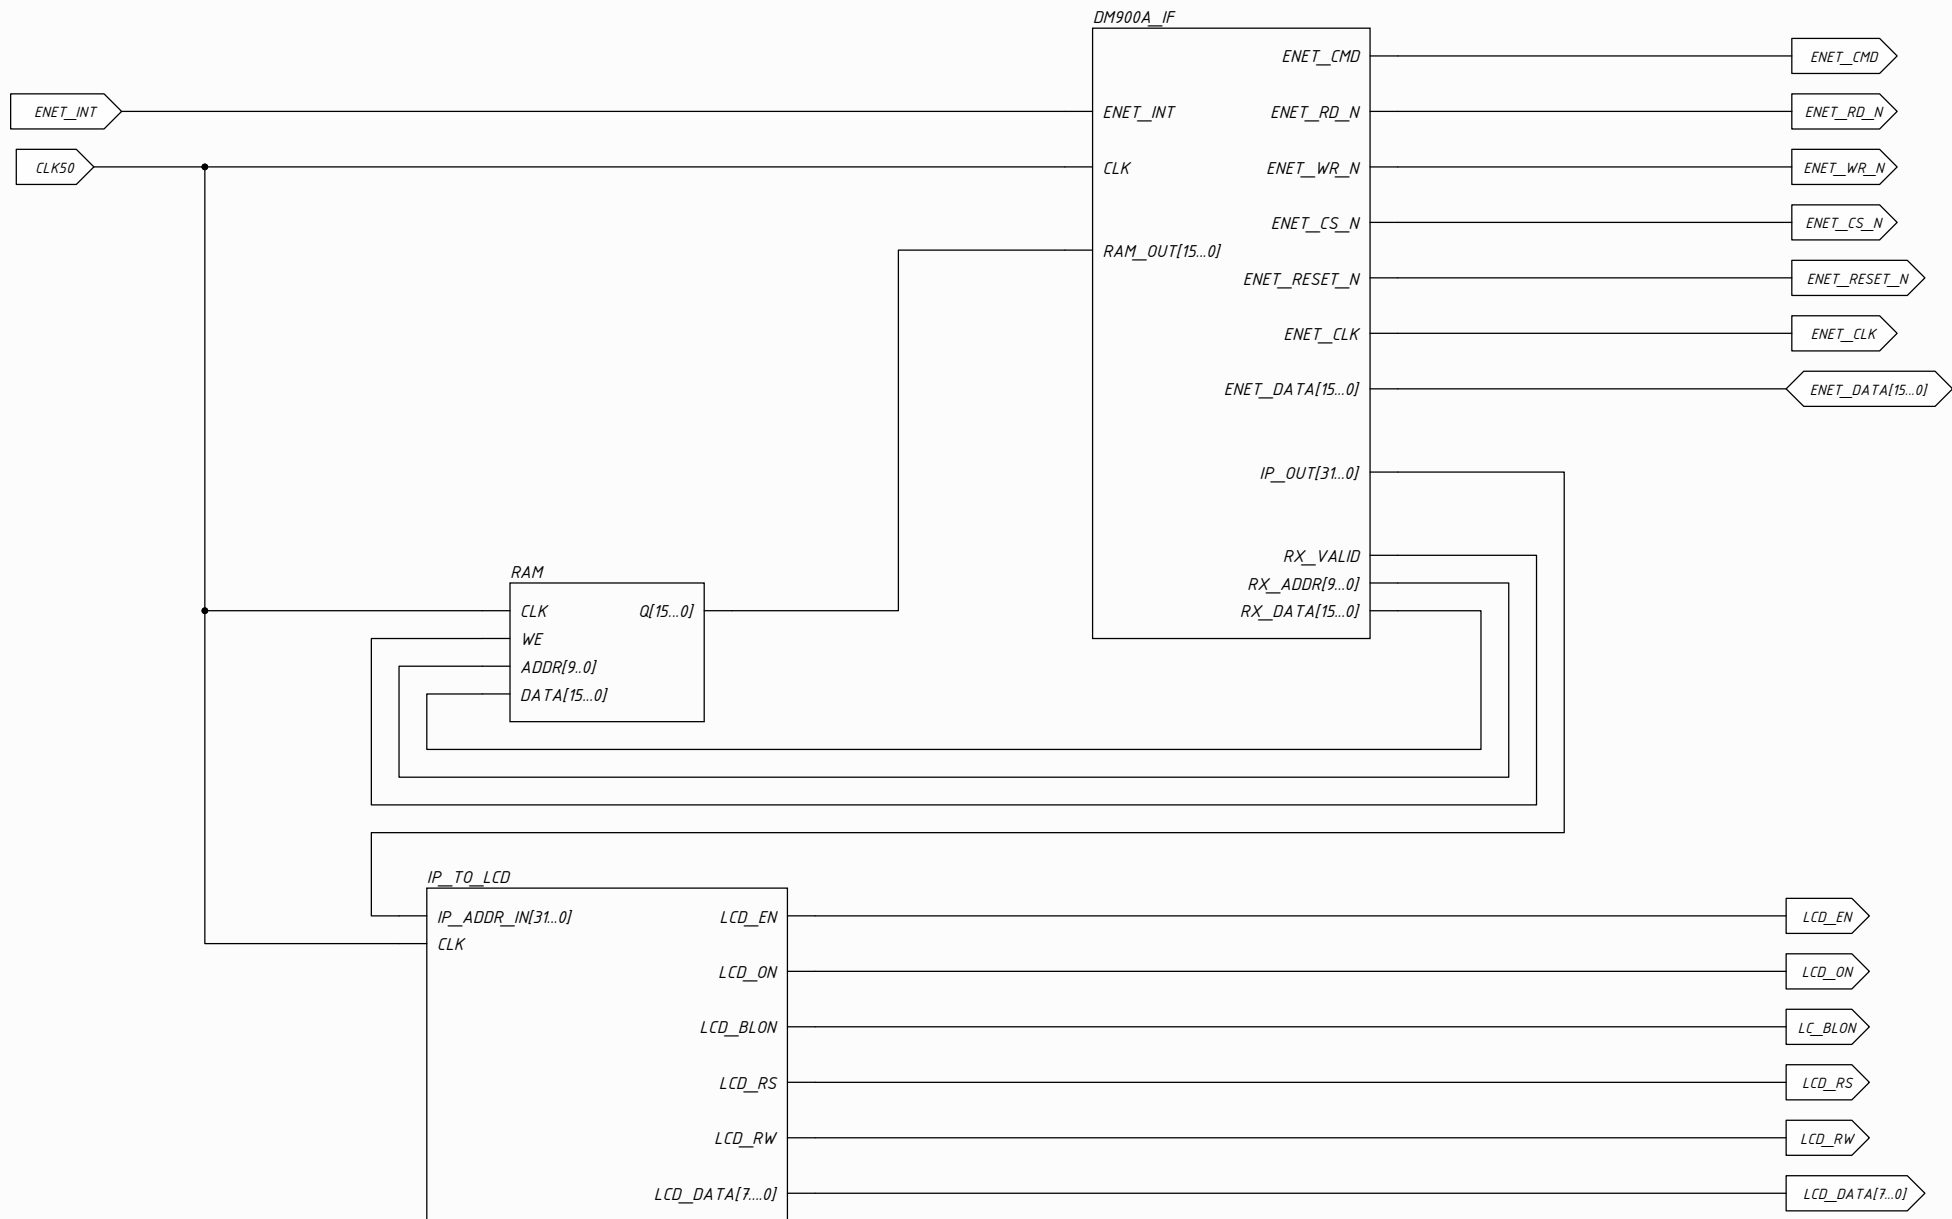 DM900A_IF
ENET_CMD
ENET_CMD
ENET_INT
ENET_INT
ENET_RD_N
ENET_RD_N
CLK50
CLK
ENET_WR_N
ENET_WR_N
ENET_CS_N
ENET_CS_N
RAM_OUT[15...0]
ENET_RESET_N
ENET_RESET_N
ENET_CLK
ENET_CLK
ENET_DATA[15...0]
ENET_DATA[15...0]
IP_OUT[31...0]
RX_VALID
RAM
RX_ADDR[9...0]
CLK
Q[15...0]
RX_DATA[15...0]
WE
ADDR[9..0]
DATA[15...0]
IP_TO_LCD
IP_ADDR_IN[31...0]
LCD_EN
LCD_EN
CLK
LCD_ON
LCD_ON
LCD_BLON
LC_BLON
LCD_RS
LCD_RS
LCD_RW
LCD_RW
LCD_DATA[7....0]
LCD_DATA[7...0]